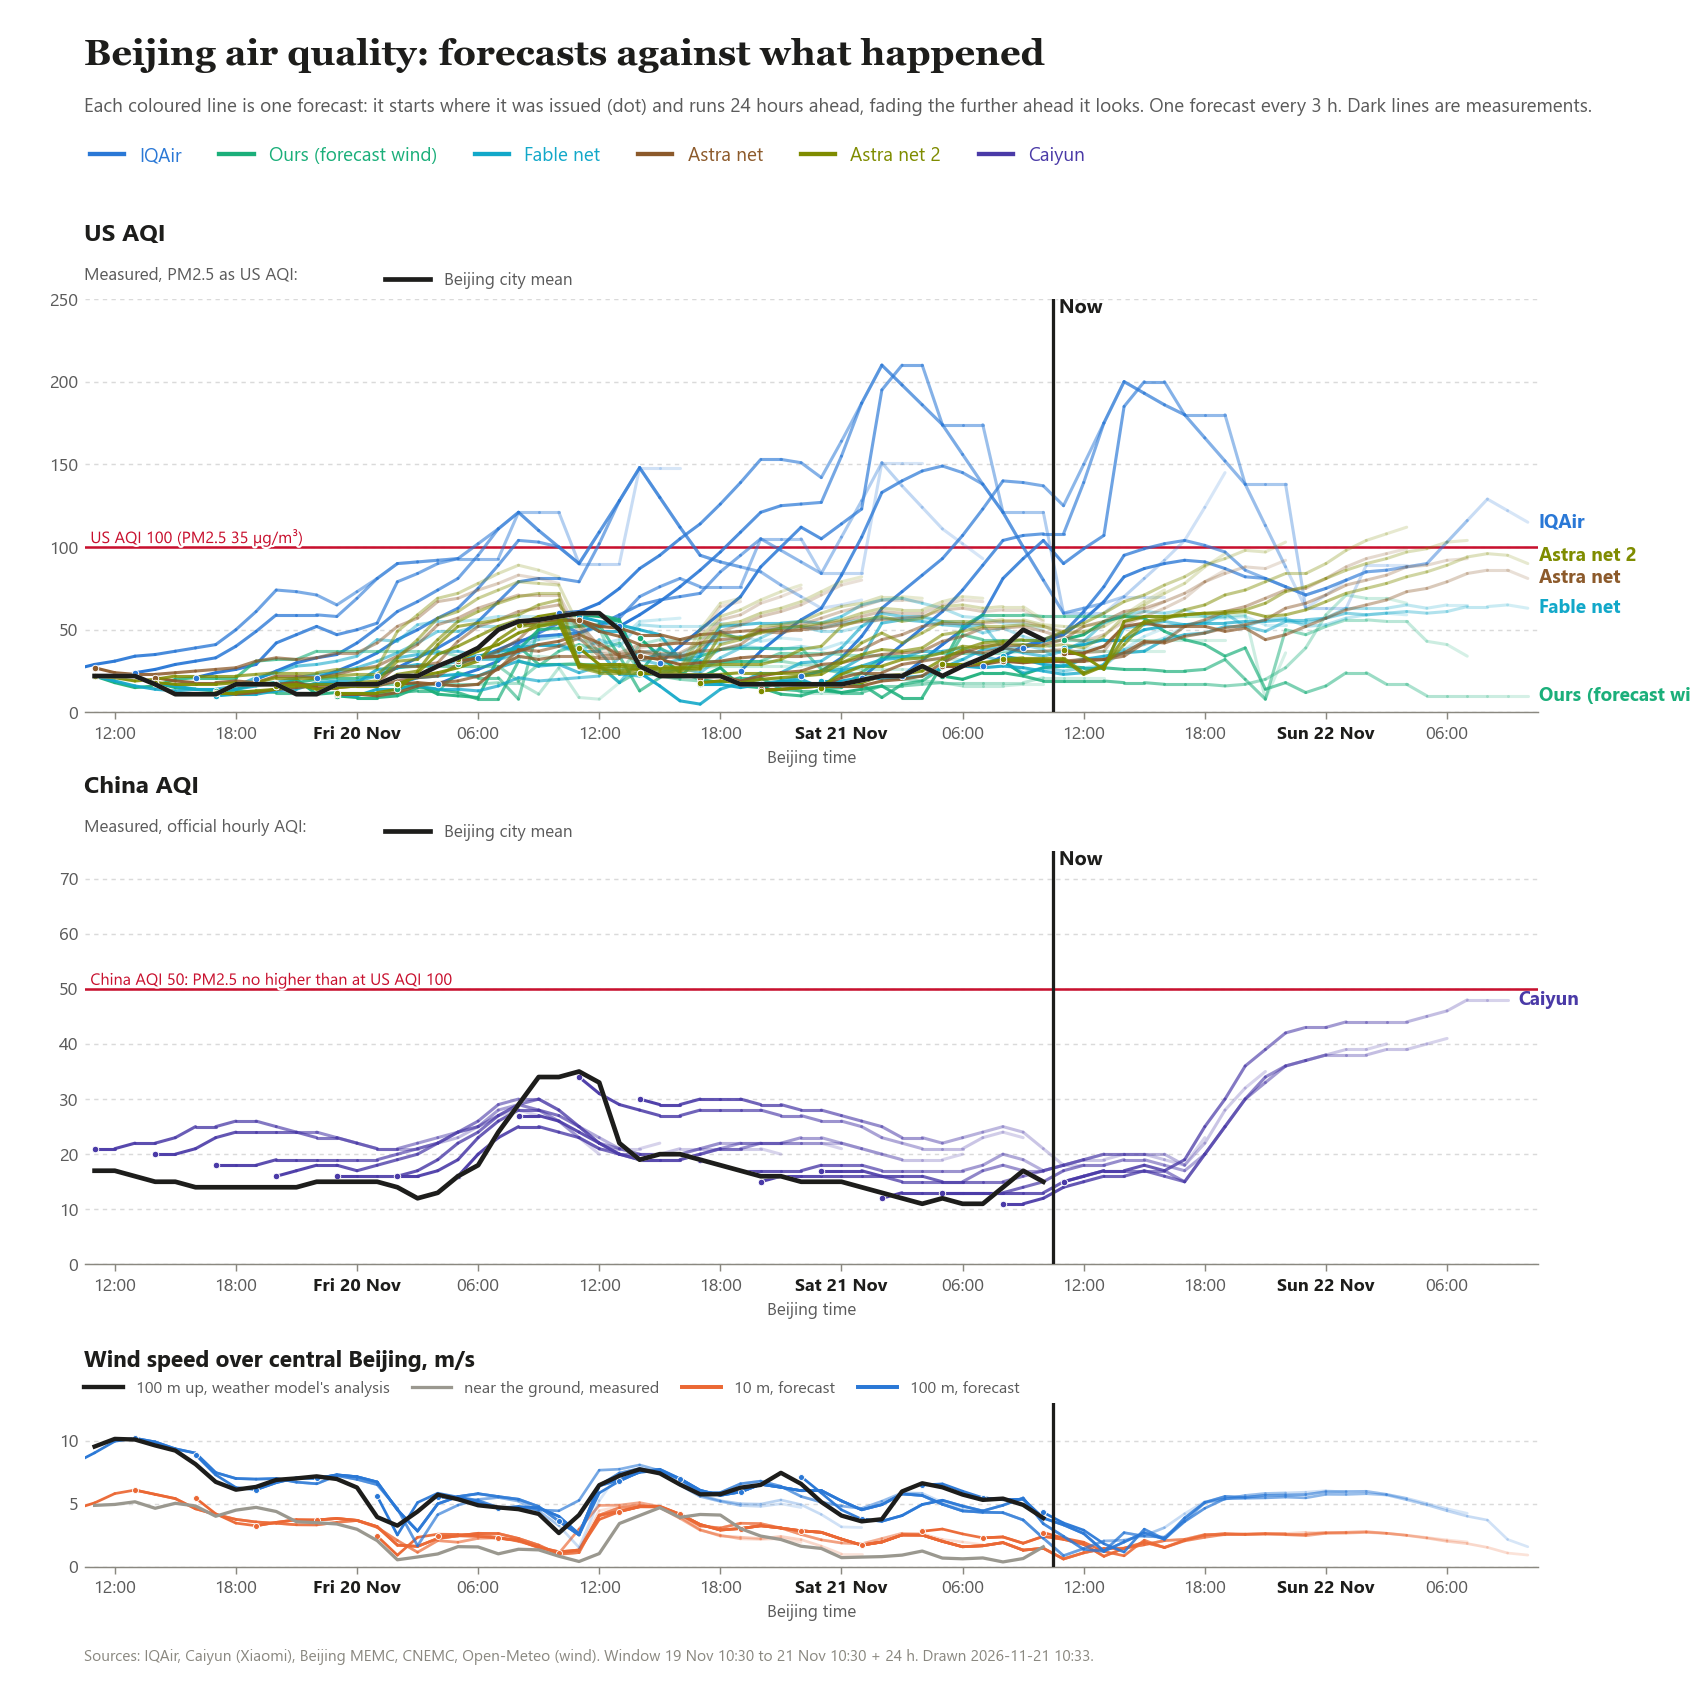 Beijing air quality: forecasts against what happened
Each coloured line is one forecast: it starts where it was issued (dot) and runs 24 hours ahead, fading the further ahead it looks. One forecast every 3 h. Dark lines are measurements.
IQAir Ours (forecast wind) Fable net Astra net Astra net 2 Caiyun
US AQI
Measured, PM2.5 as US AQI: Beijing city mean
250
Now
200
150
IQAir
US AQI 100 (PM2.5 35 µg/m³)
100
Astra net 2
Astra net
Fable net
50
Ours (forecast wi
0
12:00 18:00 Fri 20 Nov 06:00 12:00 18:00 Sat 21 Nov 06:00 12:00 18:00 Sun 22 Nov 06:00
Beijing time
China AQI
Measured, official hourly AQI: Beijing city mean
Now
70
60
China AQI 50: PM2.5 no higher than at US AQI 100
50
Caiyun
40
30
20
10
0
12:00 18:00 Fri 20 Nov 06:00 12:00 18:00 Sat 21 Nov 06:00 12:00 18:00 Sun 22 Nov 06:00
Beijing time
Wind speed over central Beijing, m/s
100 m up, weather model's analysis near the ground, measured 10 m, forecast 100 m, forecast
10
5
0
12:00 18:00 Fri 20 Nov 06:00 12:00 18:00 Sat 21 Nov 06:00 12:00 18:00 Sun 22 Nov 06:00
Beijing time
Sources: IQAir, Caiyun (Xiaomi), Beijing MEMC, CNEMC, Open-Meteo (wind). Window 19 Nov 10:30 to 21 Nov 10:30 + 24 h. Drawn 2026-11-21 10:33.